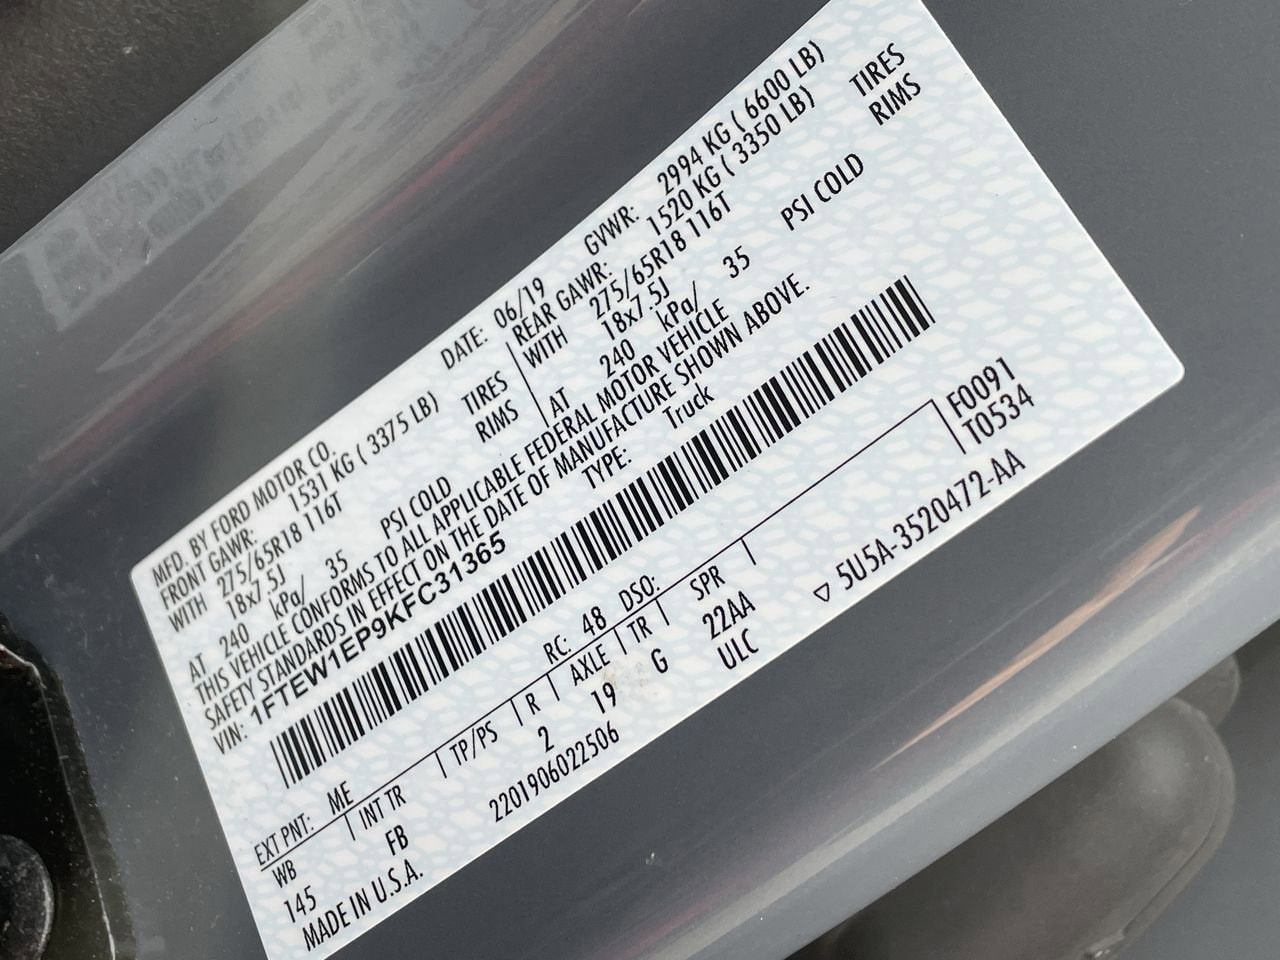 MFD. BY FORD MOTOR CO.
DATE: 06/19 GVWR: 2994 KG ( 6600 LB)
FRONT GAWR: 1531 KG ( 3375 LB) REAR GAWR: 1520 KG ( 3350 LB)
WITH 275/65R18 116T TIRES WITH 275/65R18 116T TIRES
18x7.5J RIMS 18x7.5J RIMS
AT 240 kPa/ 35 PSI COLD AT 240 kPa/ 35 PSI COLD
THIS VEHICLE CONFORMS TO ALL APPLICABLE FEDERAL MOTOR VEHICLE
SAFETY STANDARDS IN EFFECT ON THE DATE OF MANUFACTURE SHOWN ABOVE.
VIN: 1FTEW1EP9KFC31365 TYPE: Truck
EXT PNT: ME RC: 48 DSO: F0091
WB INT TR TP/PS R AXLE TR SPR T0534
145 FB 2 19 G 22AA
MADE IN U.S.A. 2201906022506 ULC ▽ 5U5A-3520472-AA